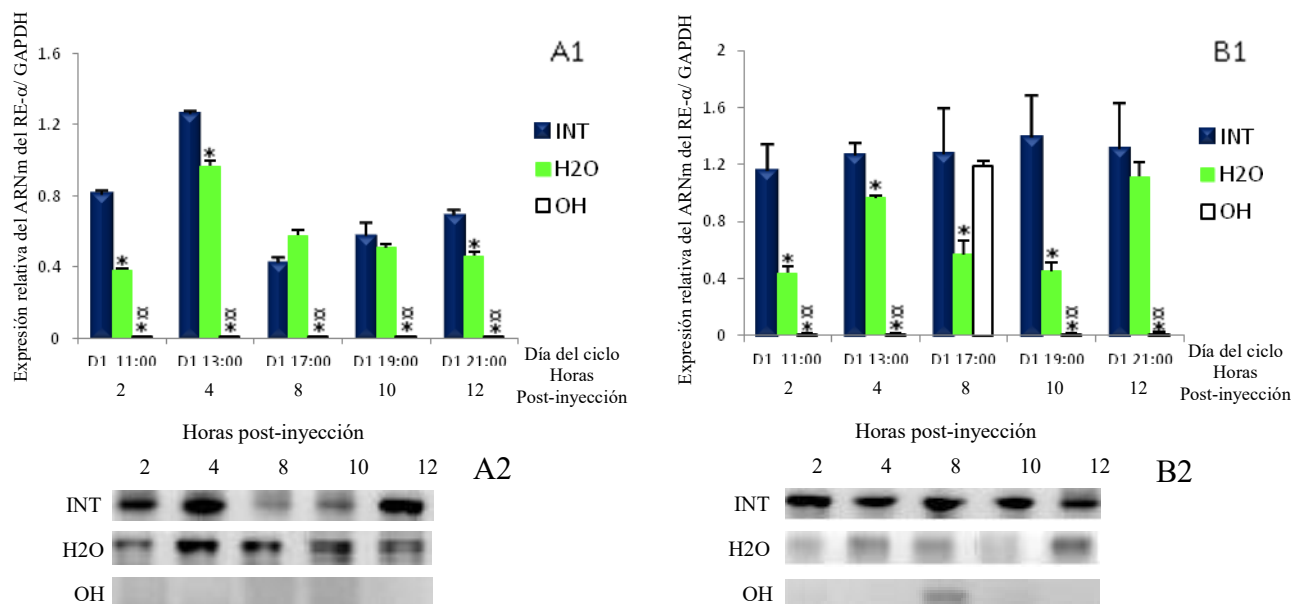 Expresión relativa del ARNm del RE-α/ GAPDH
1.6
1.2
0.8
0.4
0
A1
INT
H2O
OH
* *¤ * *¤ *¤ *¤ * *¤
D1 11:00 D1 13:00 D1 17:00 D1 19:00 D1 21:00
Día del ciclo
Horas
Post-inyección
2 4 8 10 12
Horas post-inyección
2 4 8 10 12
A2
INT
H2O
OH
Expresión relativa del ARNm del RE-α/ GAPDH
2
1.6
1.2
0.8
0.4
0
B1
INT
H2O
OH
* *¤ * *¤ * * *¤ *¤
D1 11:00 D1 13:00 D1 17:00 D1 19:00 D1 21:00
Día del ciclo
Horas
Post-inyección
2 4 8 10 12
Horas post-inyección
2 4 8 10 12
B2
INT
H2O
OH